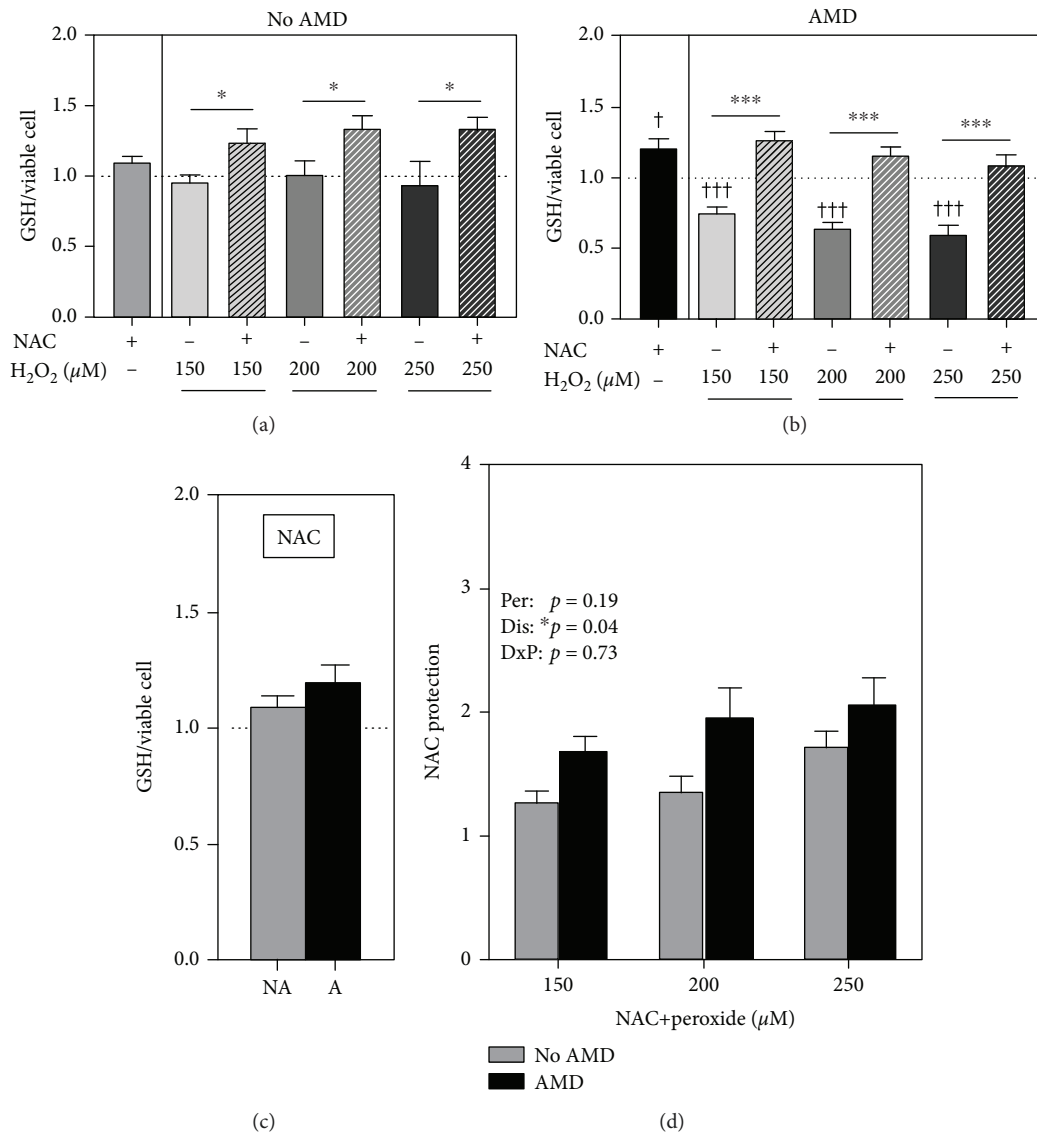 No AMD
2.0
1.5
1.0
0.5
0.0
GSH/viable cell
* * *
NAC + − + − + − +
H₂O₂ (μM) − 150 150 200 200 250 250
(a)
AMD
2.0
1.5
1.0
0.5
0.0
GSH/viable cell
† *** *** ***
††† ††† †††
NAC + − + − + − +
H₂O₂ (μM) − 150 150 200 200 250 250
(b)
2.0
1.5
1.0
0.5
0.0
GSH/viable cell
NAC
NA A
(c)
4
3
2
1
0
NAC protection
Per: p = 0.19
Dis: *p = 0.04
DxP: p = 0.73
150 200 250
NAC+peroxide (μM)
No AMD
AMD
(d)